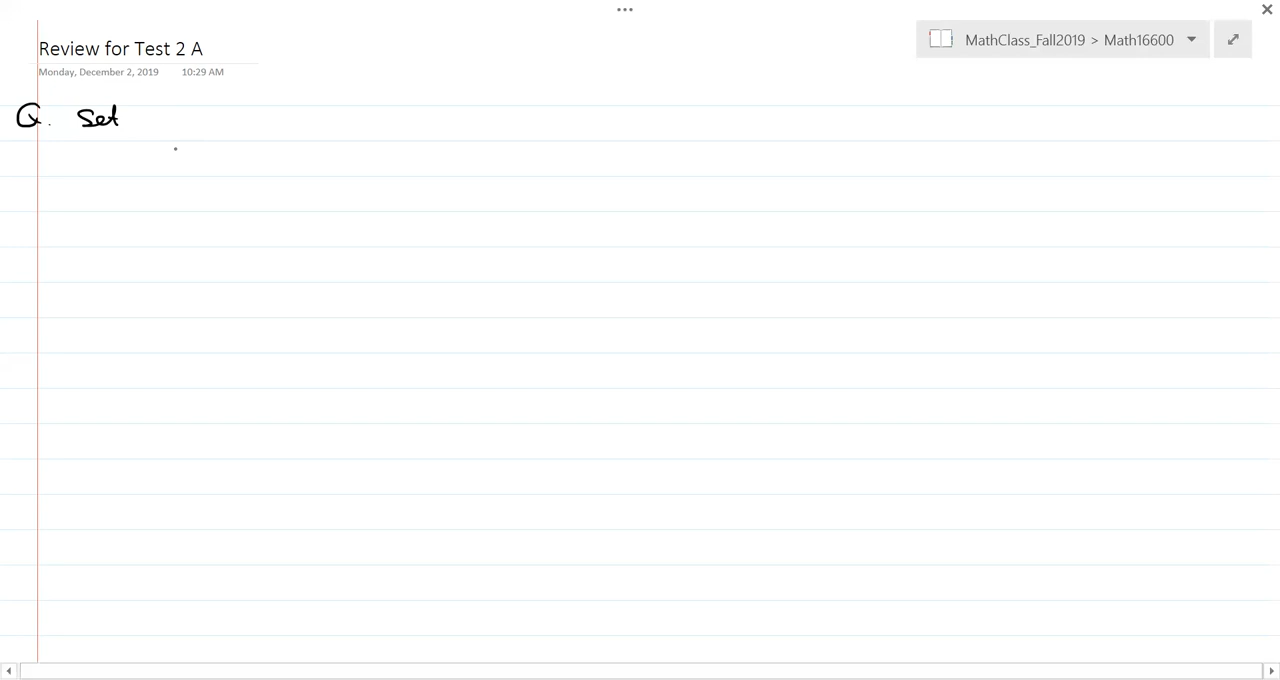 Review for Test 2 A
MathClass_Fall2019 > Math16600
Monday, December 2, 2019 10:29 AM
Q. Set